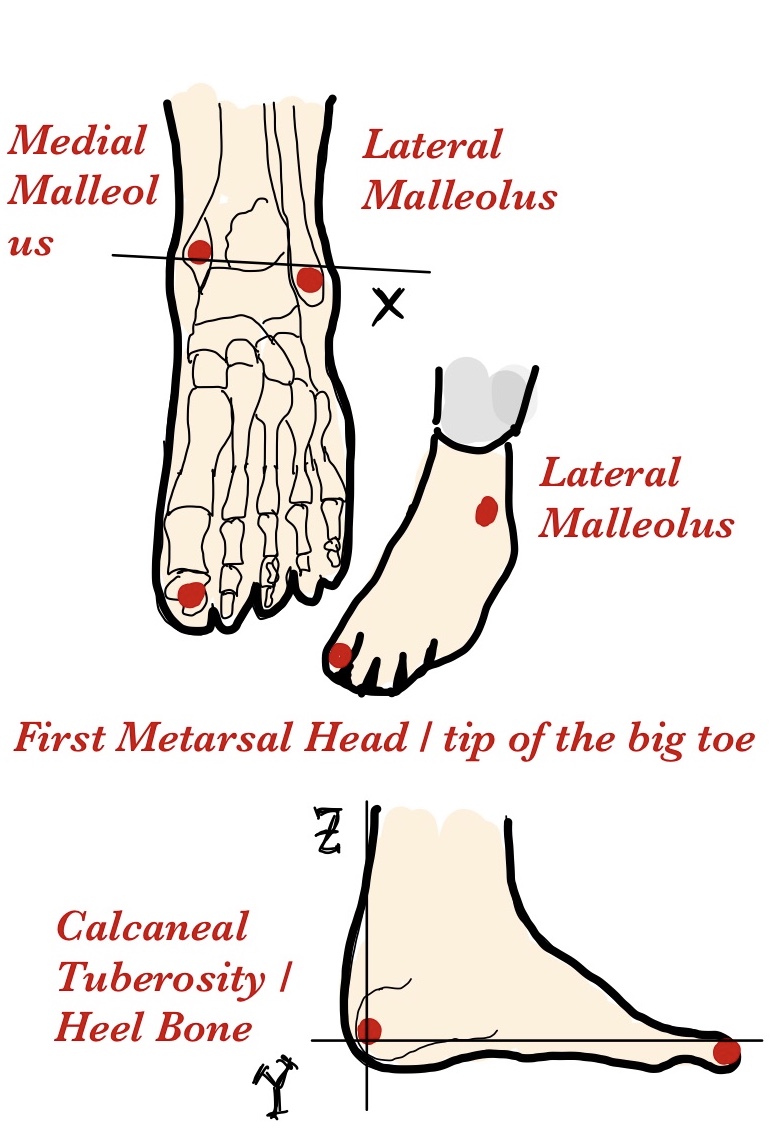 Medial
Malleol
us
Lateral
Malleolus
X
Lateral
Malleolus
First Metarsal Head / tip of the big toe
Z
Calcaneal
Tuberosity /
Heel Bone
Y